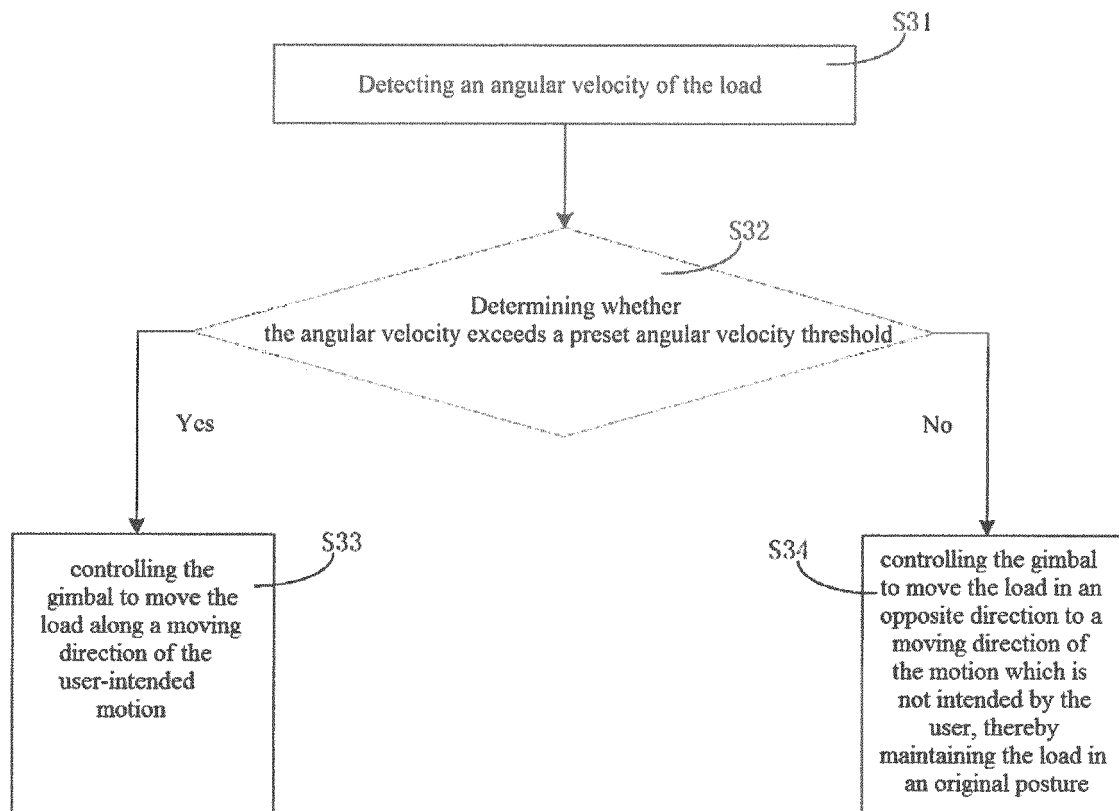 S31
Detecting an angular velocity of the load
S32
Determining whether
the angular velocity exceeds a preset angular velocity threshold
Yes
No
S33
controlling the
gimbal to move the
load along a moving
direction of the
user-intended
motion
S34
controlling the gimbal
to move the load in an
opposite direction to a
moving direction of
the motion which is
not intended by the
user, thereby
maintaining the load in
an original posture